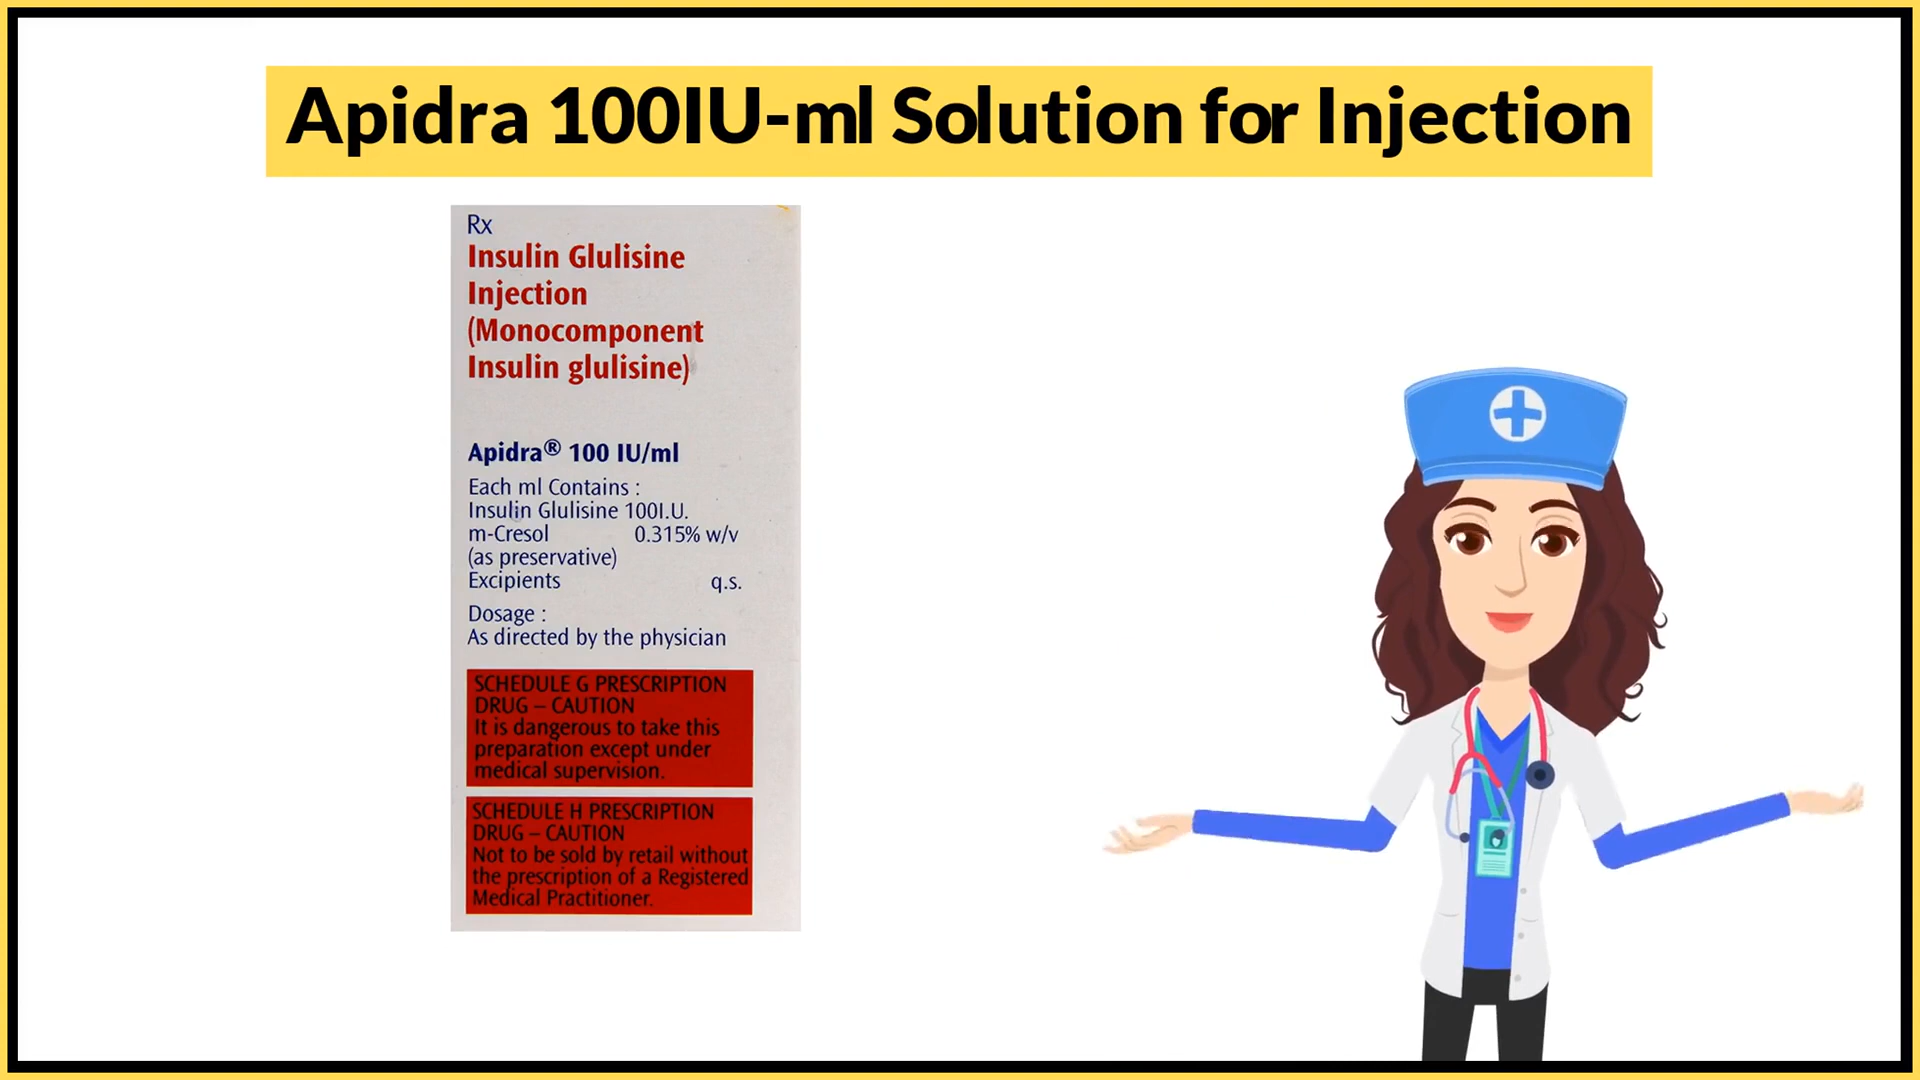 Apidra 100IU-ml Solution for Injection
Rx
Insulin Glulisine
Injection
(Monocomponent
Insulin glulisine)
Apidra® 100 IU/ml
Each ml Contains :
Insulin Glulisine 100I.U.
m-Cresol 0.315% w/v
(as preservative)
Excipients q.s.
Dosage :
As directed by the physician
SCHEDULE G PRESCRIPTION
DRUG – CAUTION
It is dangerous to take this
preparation except under
medical supervision.
SCHEDULE H PRESCRIPTION
DRUG – CAUTION
Not to be sold by retail without
the prescription of a Registered
Medical Practitioner.